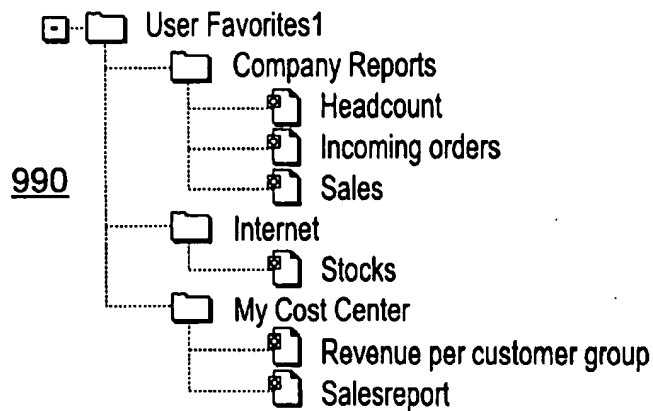 User Favorites1
Company Reports
Headcount
Incoming orders
990
Sales
Internet
Stocks
My Cost Center
Revenue per customer group
Salesreport